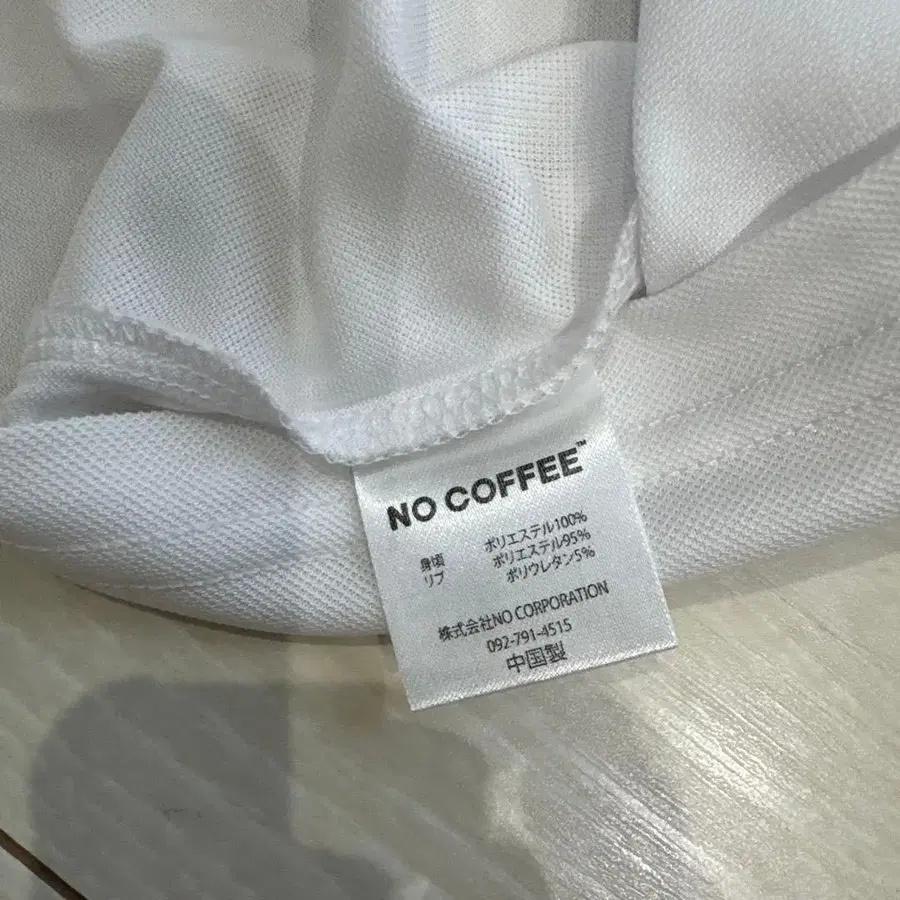 NO COFFEE™
身頃 ポリエステル100%
リブ ポリエステル95%
ポリウレタン5%
株式会社NO CORPORATION
092-791-4515
中国製